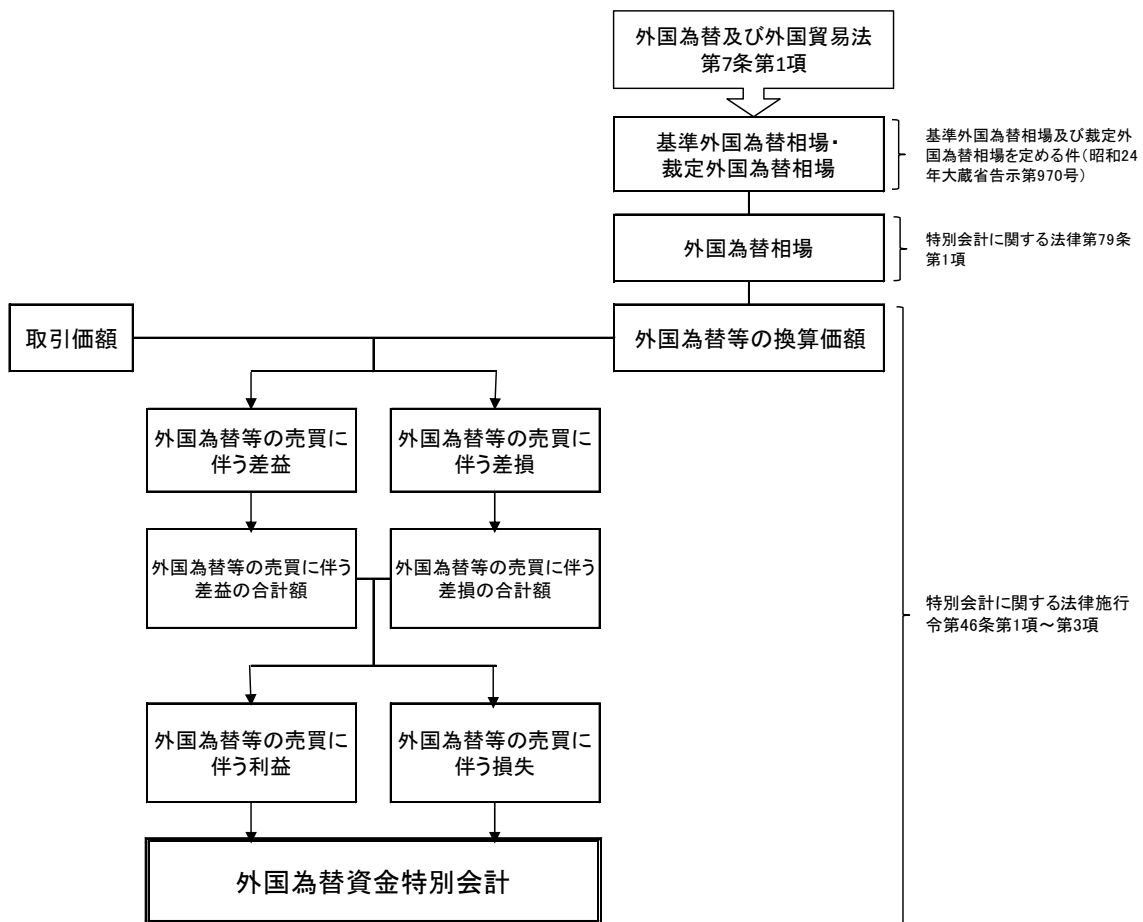 外国為替及び外国貿易法
第7条第1項
基準外国為替相場・
裁定外国為替相場
基準外国為替相場及び裁定外
国為替相場を定める件(昭和24
年大蔵省告示第970号)
外国為替相場
特別会計に関する法律第79条
第1項
取引価額
外国為替等の換算価額
外国為替等の売買に
伴う差益
外国為替等の売買に
伴う差損
外国為替等の売買に伴う
差益の合計額
外国為替等の売買に伴う
差損の合計額
特別会計に関する法律施行
令第46条第1項～第3項
外国為替等の売買に
伴う利益
外国為替等の売買に
伴う損失
外国為替資金特別会計